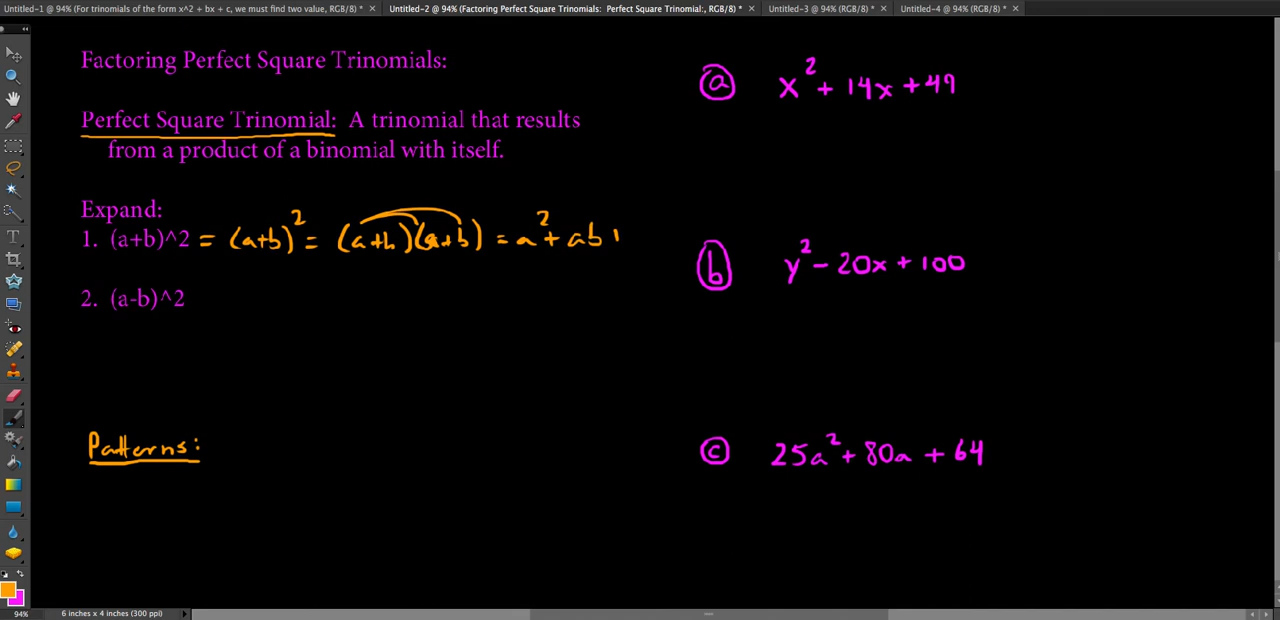 Untitled-1 @ 94% (For trinomials of the form x^2 + bx + c, we must find two value, RGB/8) *
Untitled-2 @ 94% (Factoring Perfect Square Trinomials:  Perfect Square Trinomial:, RGB/8) *
Untitled-3 @ 94% (RGB/8) *
Untitled-4 @ 94% (RGB/8) *
Factoring Perfect Square Trinomials:
Perfect Square Trinomial:  A trinomial that results
from a product of a binomial with itself.
Expand:
1.  (a+b)^2 = (a+b)² = (a+b)(a+b) = a² + ab
2.  (a-b)^2
Patterns:
ⓐ x² + 14x + 49
ⓑ y² - 20x + 100
ⓒ 25a² + 80a + 64
94%
6 inches x 4 inches (300 ppi)